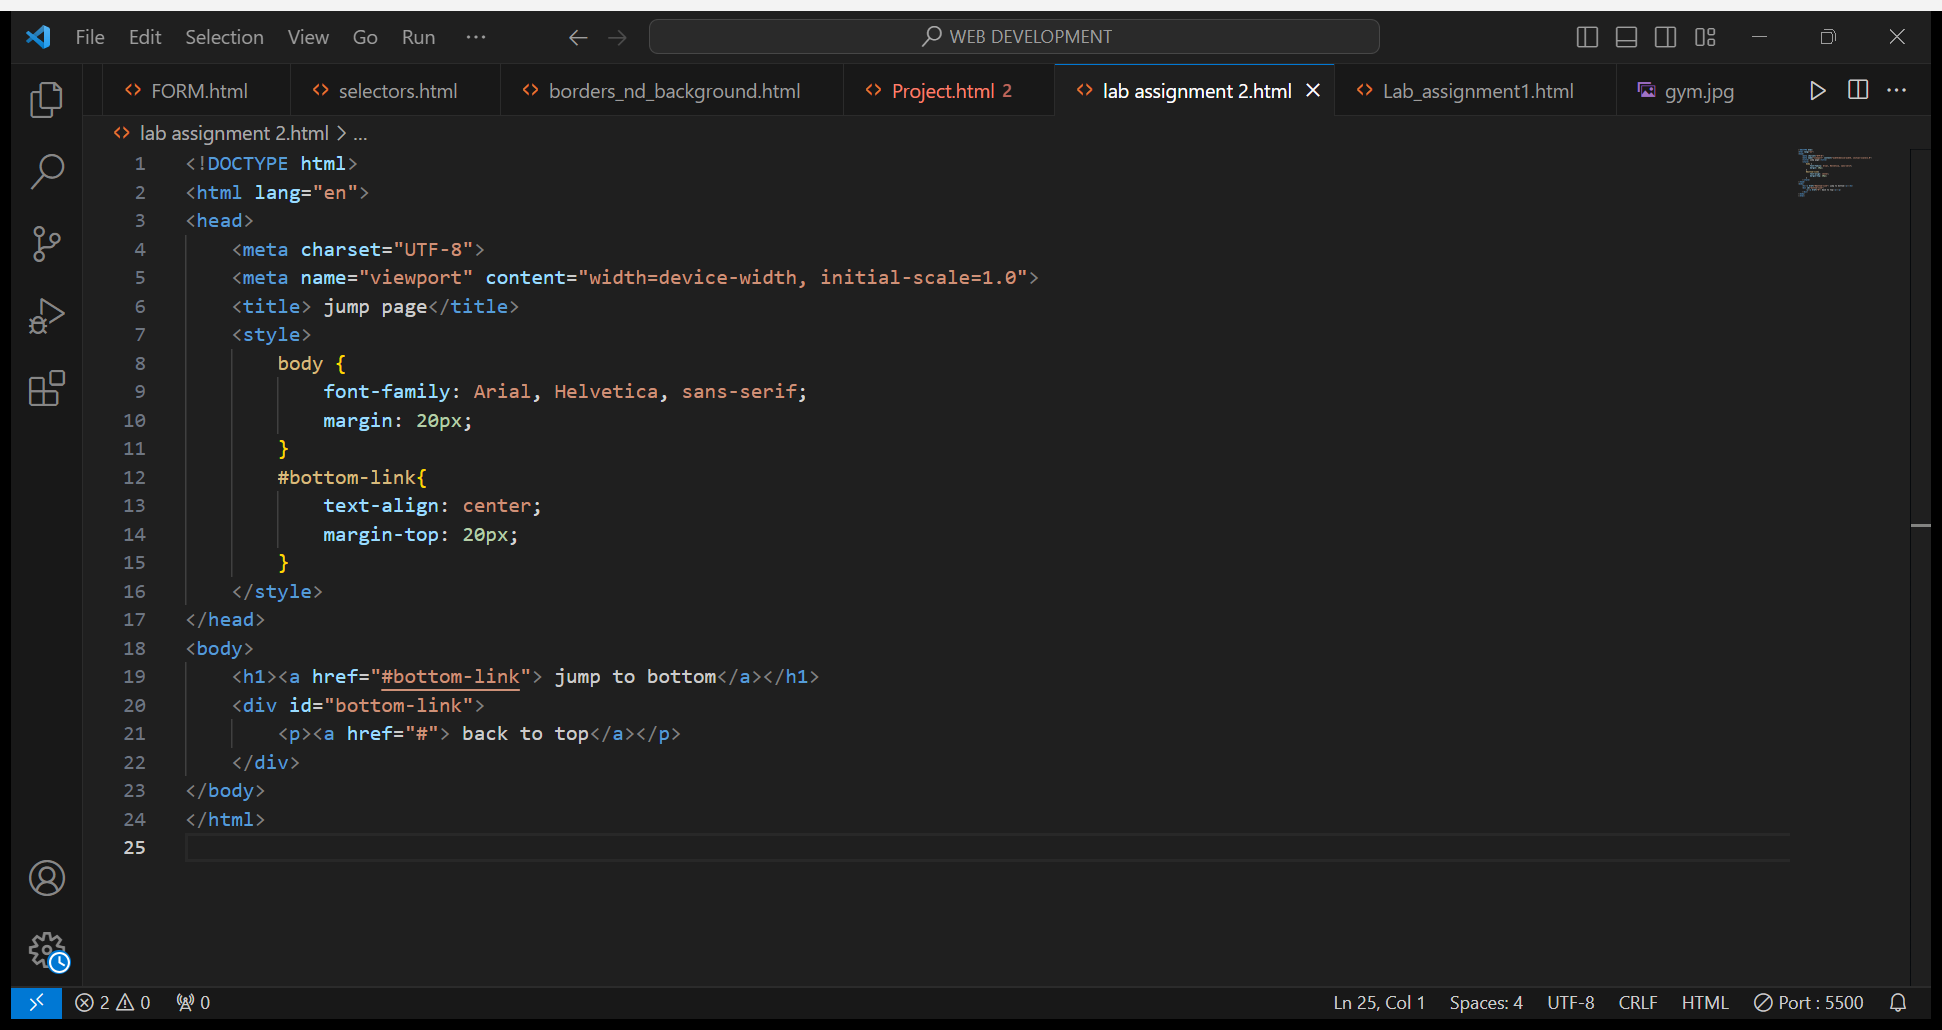 File Edit Selection View Go Run ··· WEB DEVELOPMENT
FORM.html selectors.html borders_nd_background.html Project.html 2 lab assignment 2.html Lab_assignment1.html gym.jpg ···
lab assignment 2.html > ...
1 <!DOCTYPE html>
2 <html lang="en">
3 <head>
4     <meta charset="UTF-8">
5     <meta name="viewport" content="width=device-width, initial-scale=1.0">
6     <title> jump page</title>
7     <style>
8         body {
9             font-family: Arial, Helvetica, sans-serif;
10             margin: 20px;
11         }
12         #bottom-link{
13             text-align: center;
14             margin-top: 20px;
15         }
16     </style>
17 </head>
18 <body>
19     <h1><a href="#bottom-link"> jump to bottom</a></h1>
20     <div id="bottom-link">
21         <p><a href="#"> back to top</a></p>
22     </div>
23 </body>
24 </html>
25
2 0 0 Ln 25, Col 1 Spaces: 4 UTF-8 CRLF HTML Port : 5500